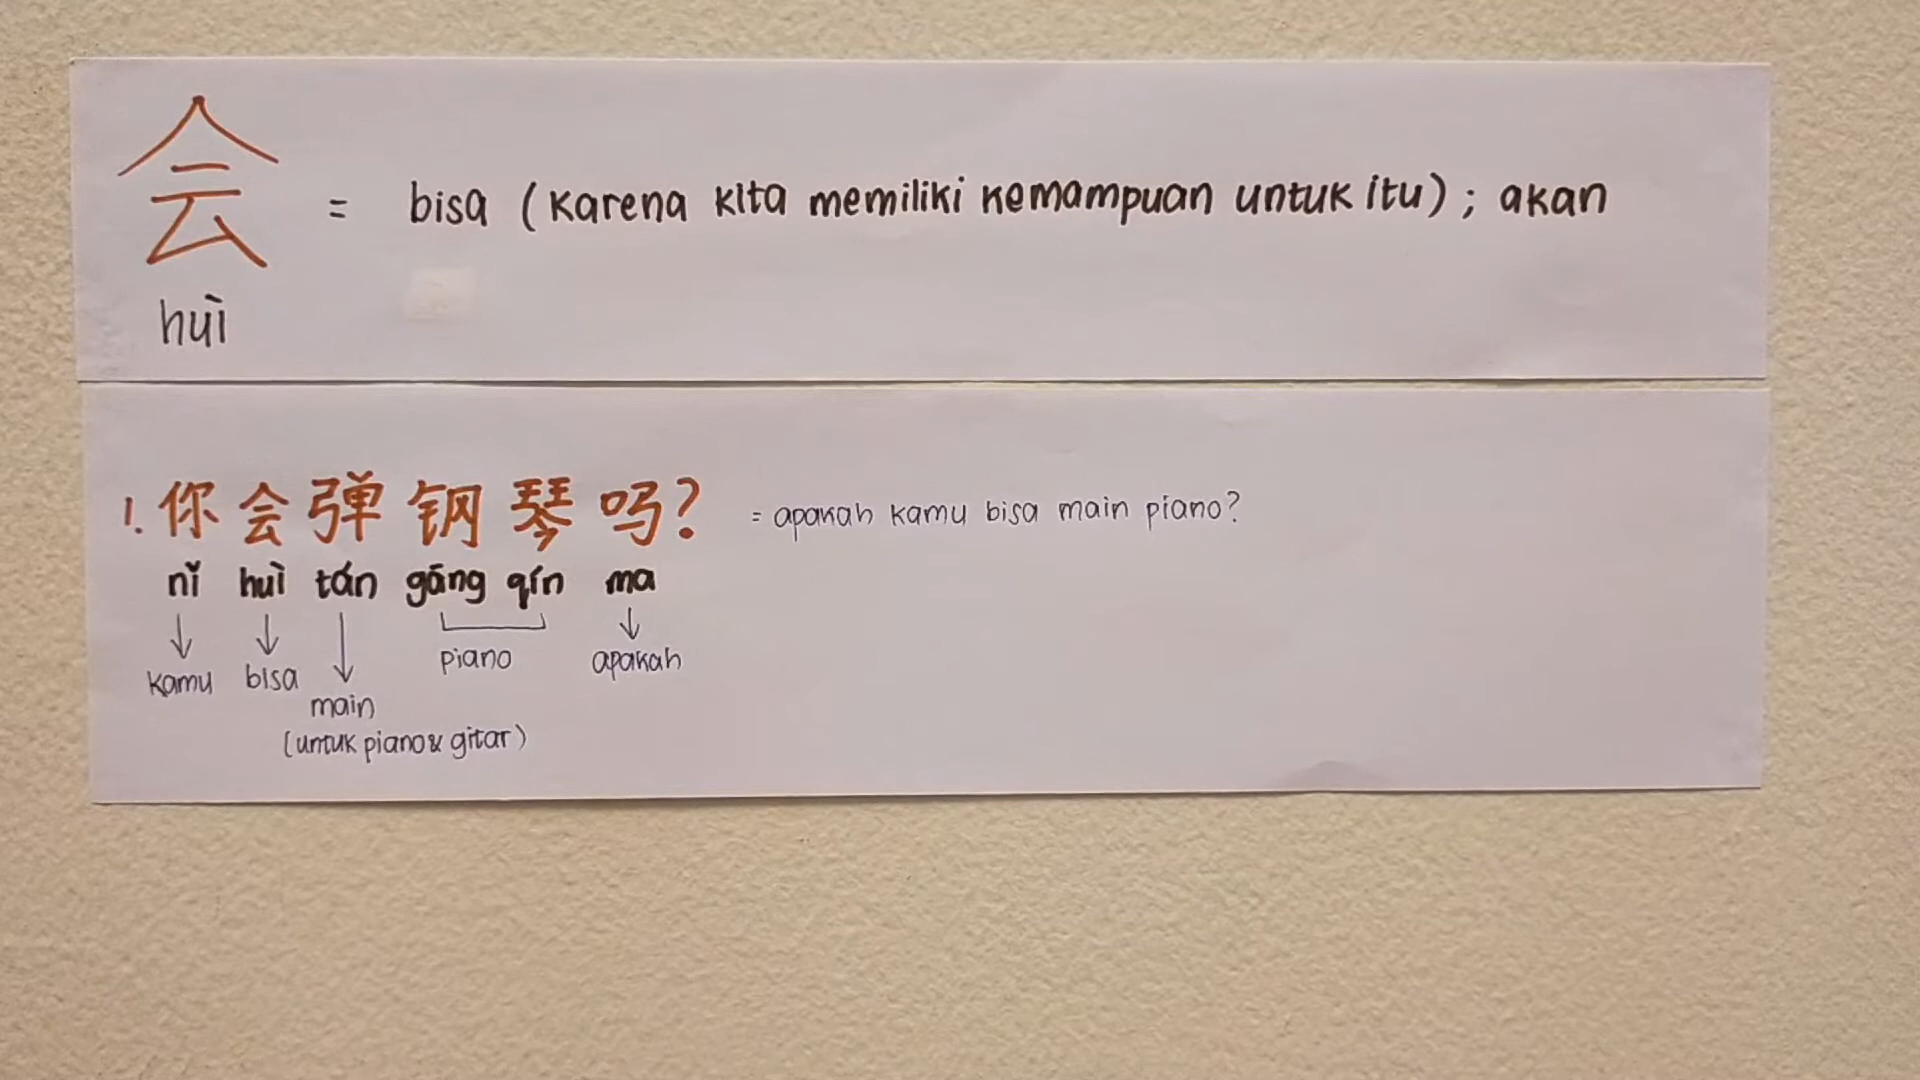 会 = bisa (karena kita memiliki kemampuan untuk itu); akan
huì
1. 你会弹钢琴吗? = apakah kamu bisa main piano?
nǐ huì tán gāng qín ma
kamu bisa main piano apakah
(untuk piano & gitar)